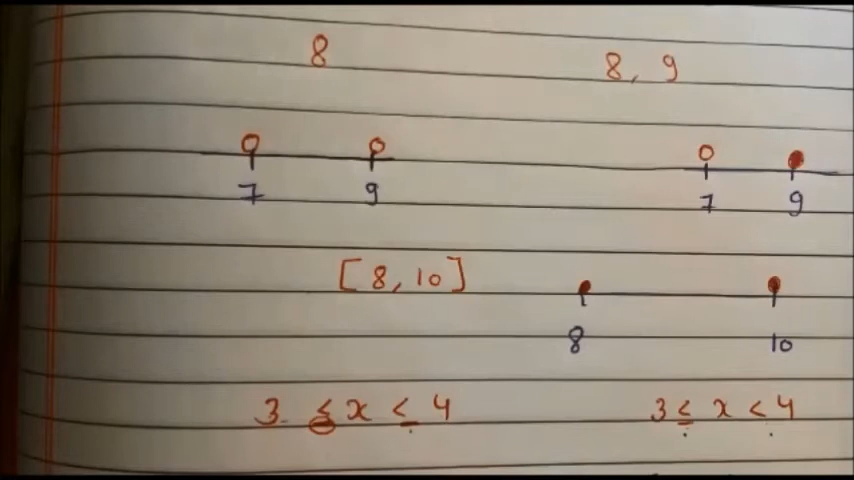 8 8, 9
7 9 7 9
[8, 10]
8 10
3 ≤ x < 4 3 ≤ x < 4